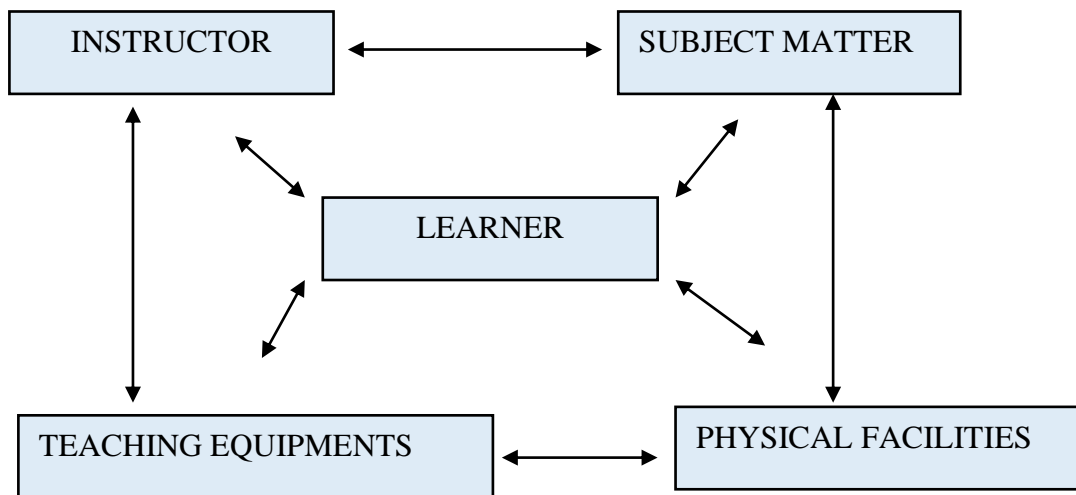 INSTRUCTOR
SUBJECT MATTER
LEARNER
TEACHING EQUIPMENTS
PHYSICAL FACILITIES